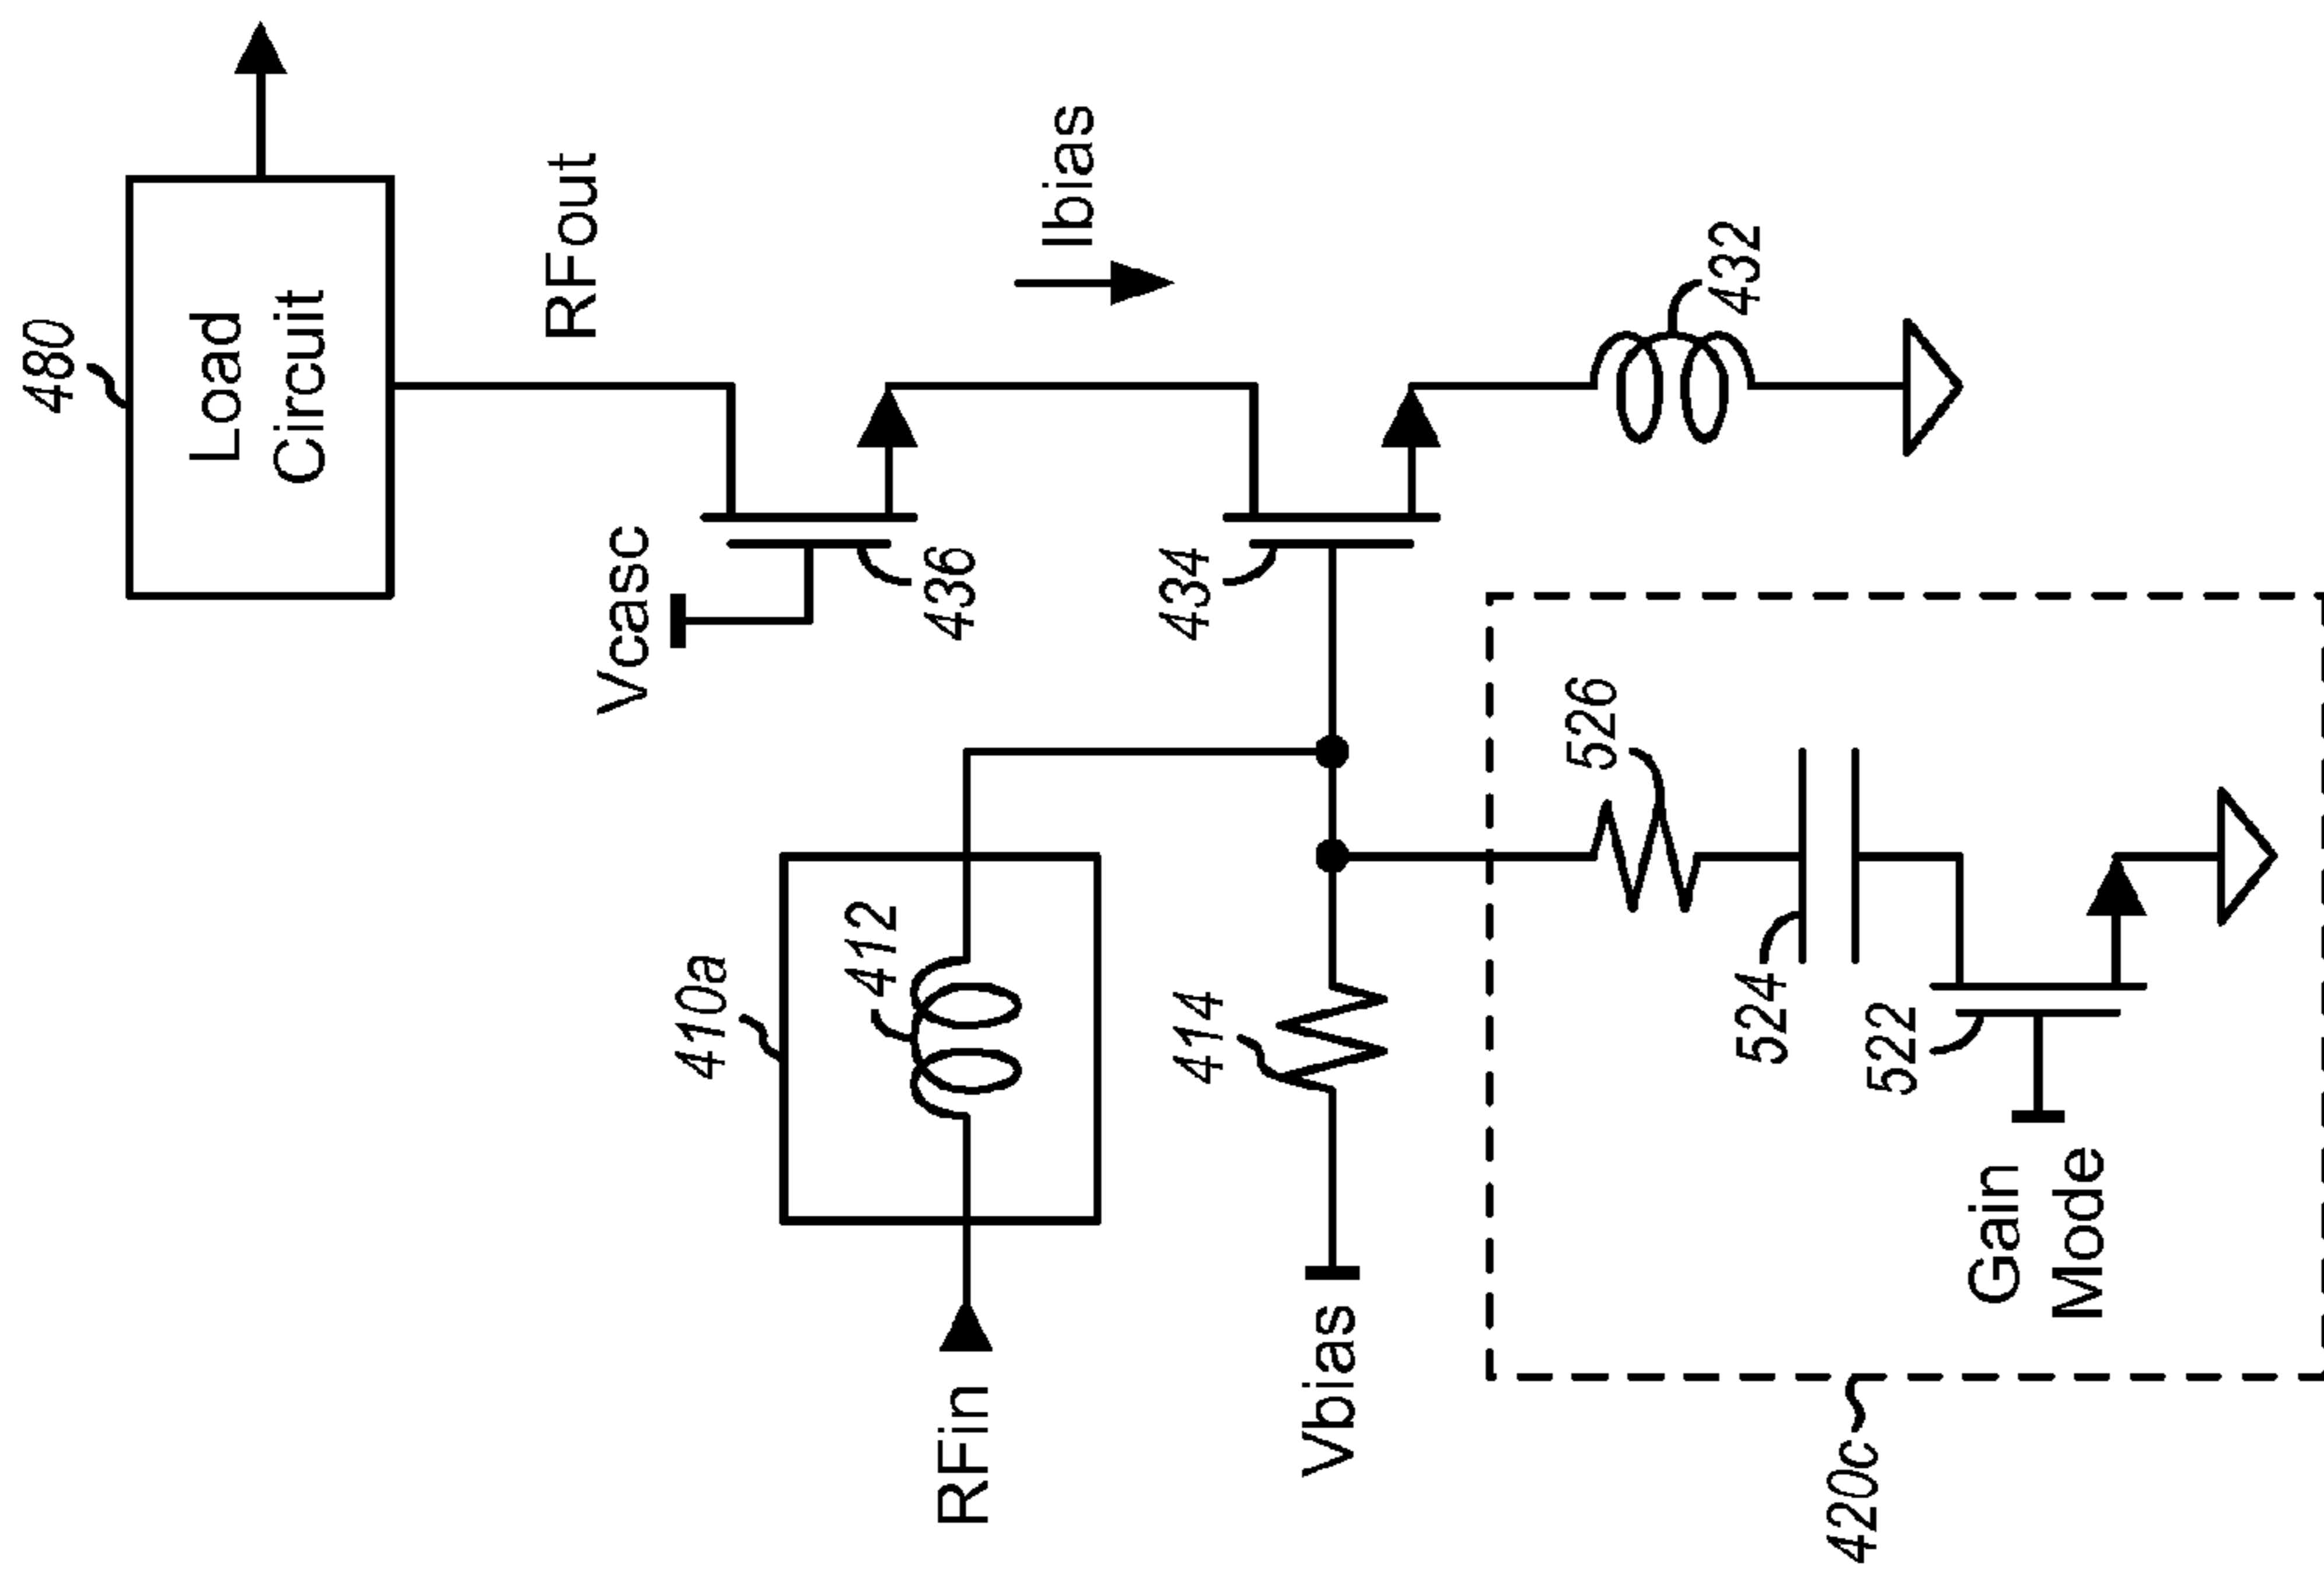 480
Load
Circuit
RFout
Vcasc
436
Ibias
434
432
410a
412
RFin
414
Vbias
526
524
522
Gain
Mode
420c